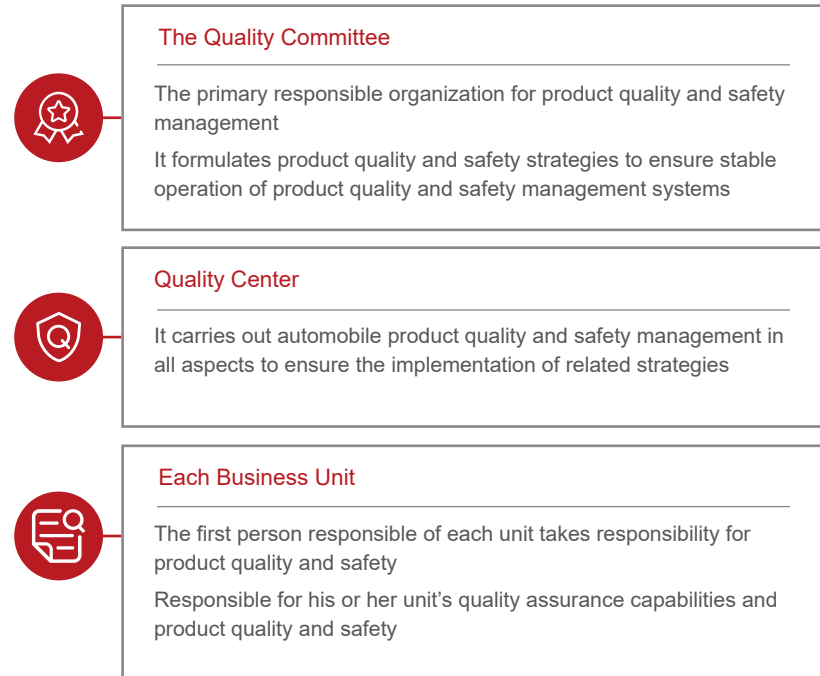 The Quality Committee
The primary responsible organization for product quality and safety
management
It formulates product quality and safety strategies to ensure stable
operation of product quality and safety management systems
Quality Center
It carries out automobile product quality and safety management in
all aspects to ensure the implementation of related strategies
Each Business Unit
The first person responsible of each unit takes responsibility for
product quality and safety
Responsible for his or her unit's quality assurance capabilities and
product quality and safety